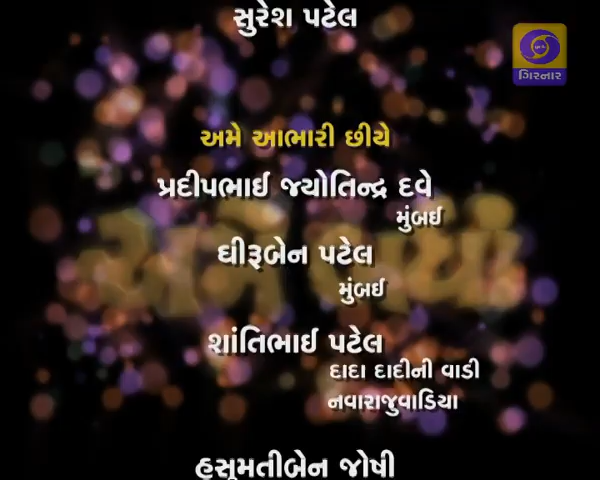 સુરેશ પટેલ
ગિરનાર
અમે આભારી છીયે
પ્રદીપભાઈ જ્યોતિન્દ્ર દવે
મુંબઈ
ધીરૂબેન પટેલ
મુંબઈ
શાંતિભાઈ પટેલ
દાદા દાદીની વાડી
નવારાજુવાડિયા
હસુમતીબેન જોષી